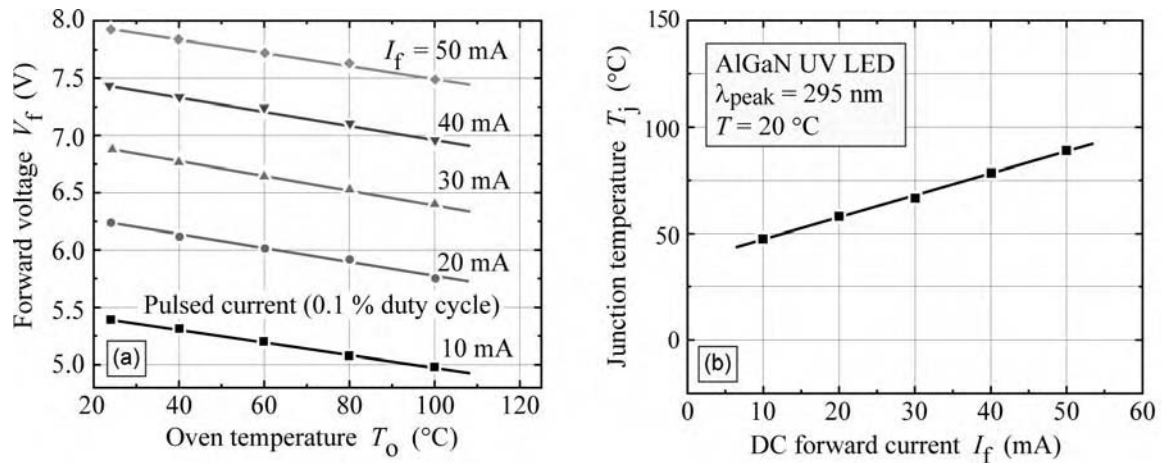 8.0
7.5
7.0
6.5
6.0
5.5
5.0
Forward voltage V_f (V)
I_f = 50 mA
40 mA
30 mA
20 mA
Pulsed current (0.1 % duty cycle)
10 mA
(a)
20 40 60 80 100 120
Oven temperature T_o (°C)
150
100
50
0
Junction temperature T_j (°C)
AlGaN UV LED
λ_peak = 295 nm
T = 20 °C
(b)
0 10 20 30 40 50 60
DC forward current I_f (mA)